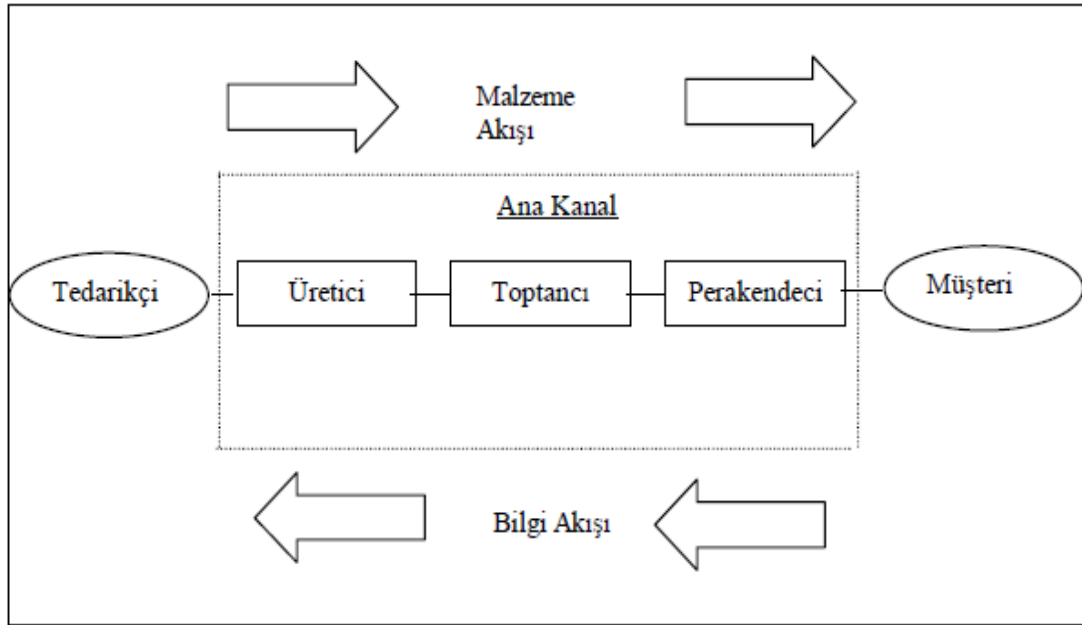 Malzeme
Akışı
Ana Kanal
Tedarikçi
Üretici
Toptancı
Perakendeci
Müşteri
Bilgi Akışı